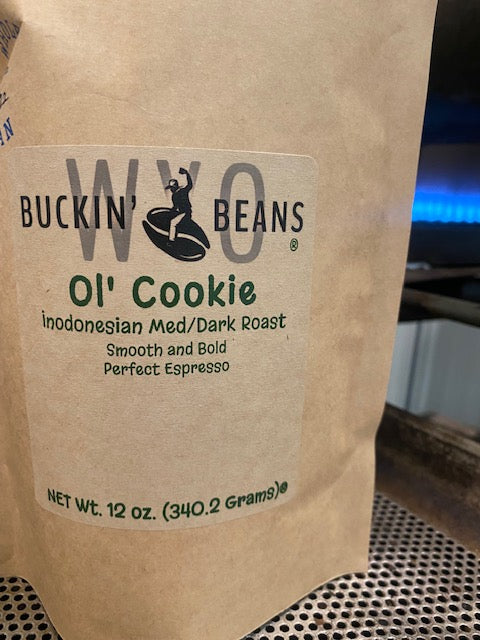 WYO
BUCKIN' BEANS ®
Ol' Cookie
inodonesian Med/Dark Roast
Smooth and Bold
Perfect Espresso
NET Wt. 12 oz. (340.2 Grams)®